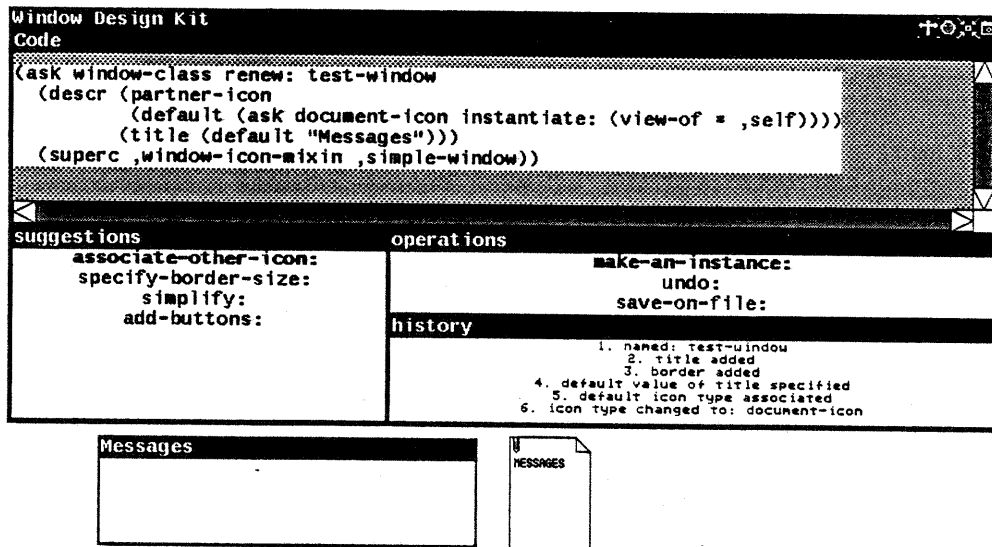 Window Design Kit
Code
(ask window-class renew: test-window
(descr (partner-icon
(default (ask document-icon instantiate: (view-of = ,self))))
(title (default "Messages")))
(superc ,window-icon-mixin ,simple-window))
suggestions
associate-other-icon:
specify-border-size:
simplify:
add-buttons:
operations
make-an-instance:
undo:
save-on-file:
history
1. named: test-window
2. title added
3. border added
4. default value of title specified
5. default icon type associated
6. icon type changed to: document-icon
Messages
MESSAGES